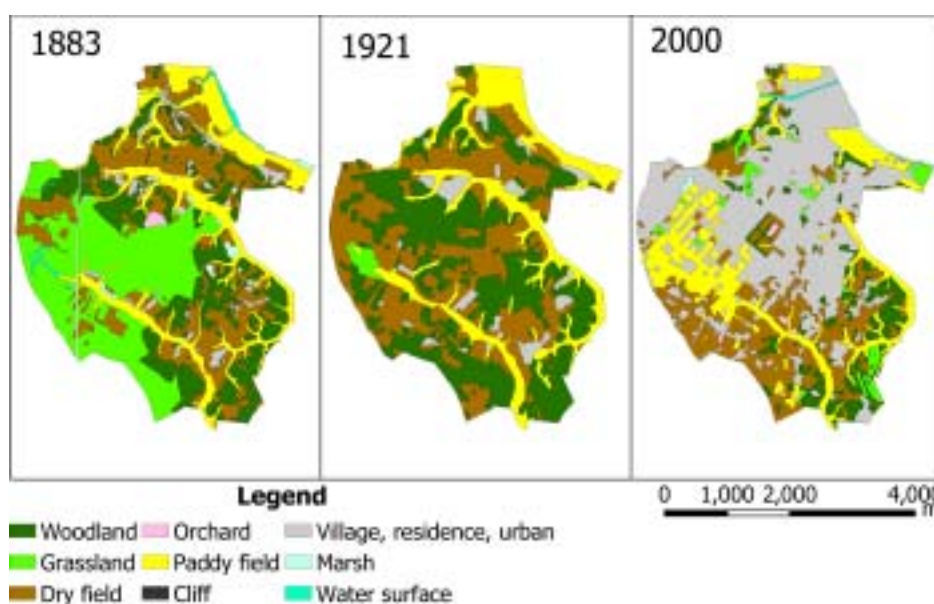 1883
1921
2000
Legend
0 1,000 2,000 4,000
m
Woodland Orchard Village, residence, urban
Grassland Paddy field Marsh
Dry field Cliff Water surface